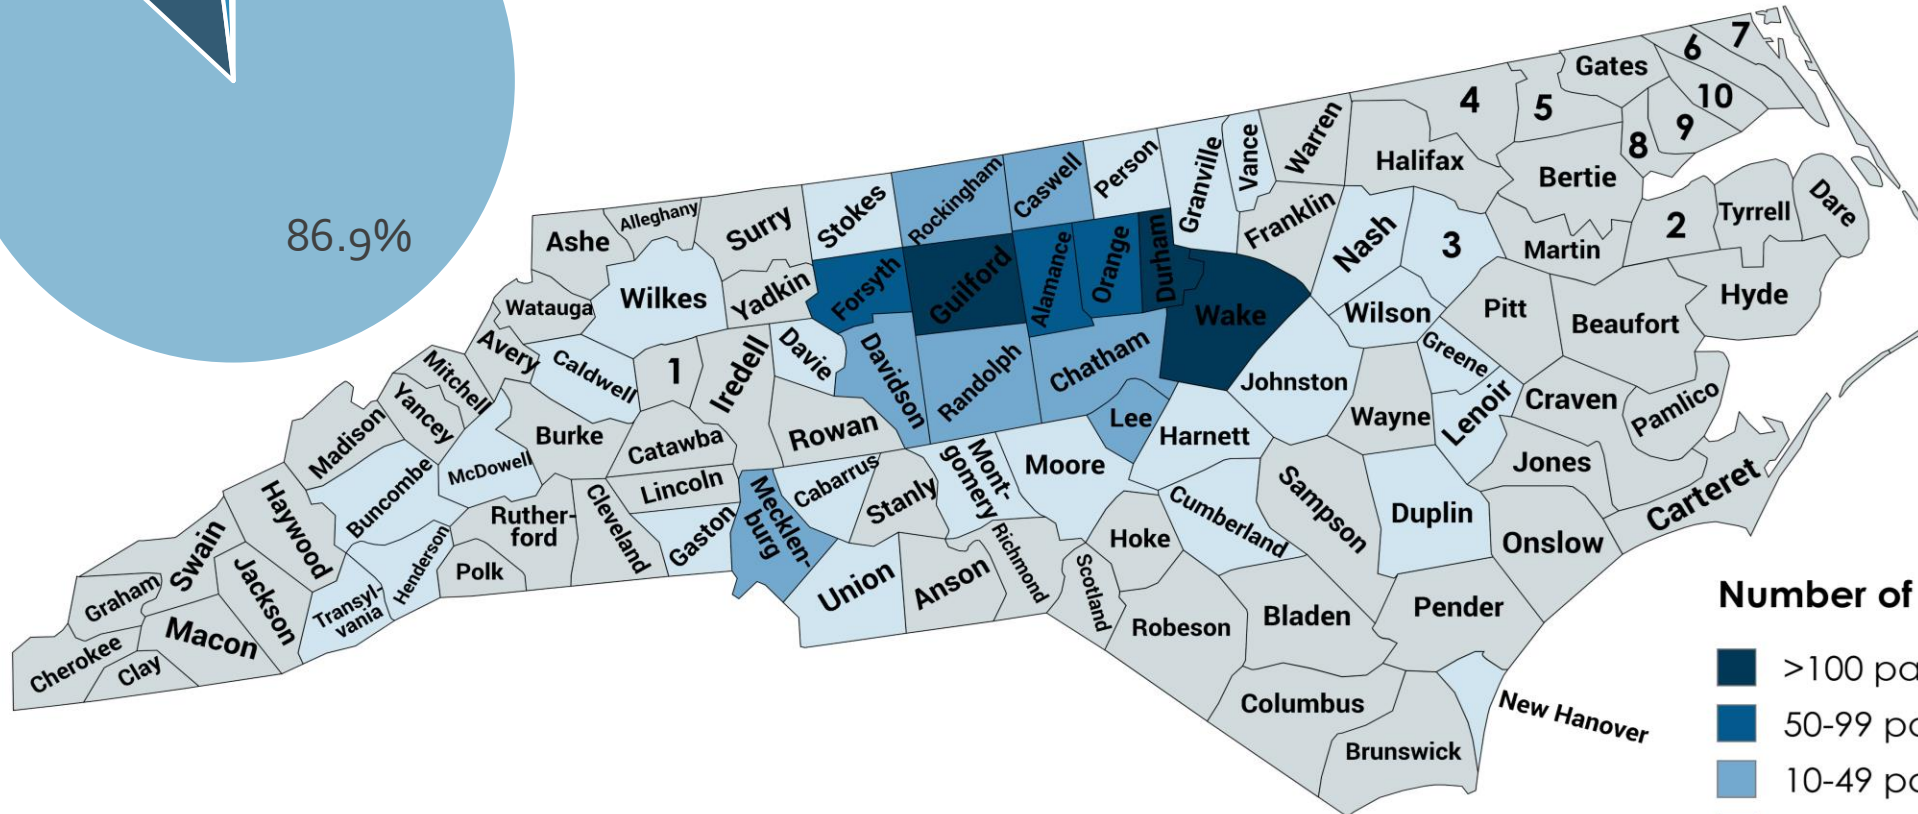 86.9%
7
6
Gates
10
4
5
9
8
Warren
Vance
Halifax
Bertie
Granville
Person
Caswell
Rockingham
Stokes
Surry
Alleghany
Ashe
Franklin
Nash
3
Martin
2
Tyrrell
Dare
Hyde
Watauga
Wilkes
Yadkin
Forsyth
Guilford
Alamance
Orange
Durham
Wake
Wilson
Pitt
Beaufort
Greene
Avery
Mitchell
Yancey
Madison
Caldwell
1
Iredell
Davie
Davidson
Randolph
Chatham
Lee
Johnston
Wayne
Lenoir
Craven
Pamlico
Burke
Catawba
Rowan
Harnett
Jones
Carteret
Haywood
Buncombe
McDowell
Lincoln
Mecklen-
burg
Cabarrus
Stanly
Mont-
gomery
Moore
Cumberland
Sampson
Duplin
Onslow
Swain
Graham
Jackson
Transyl-
vania
Henderson
Polk
Ruther-
ford
Cleveland
Gaston
Union
Anson
Richmond
Scotland
Hoke
Robeson
Bladen
Pender
Cherokee
Clay
Macon
Columbus
Brunswick
New Hanover
Number of
>100 pa
50-99 pa
10-49 pa